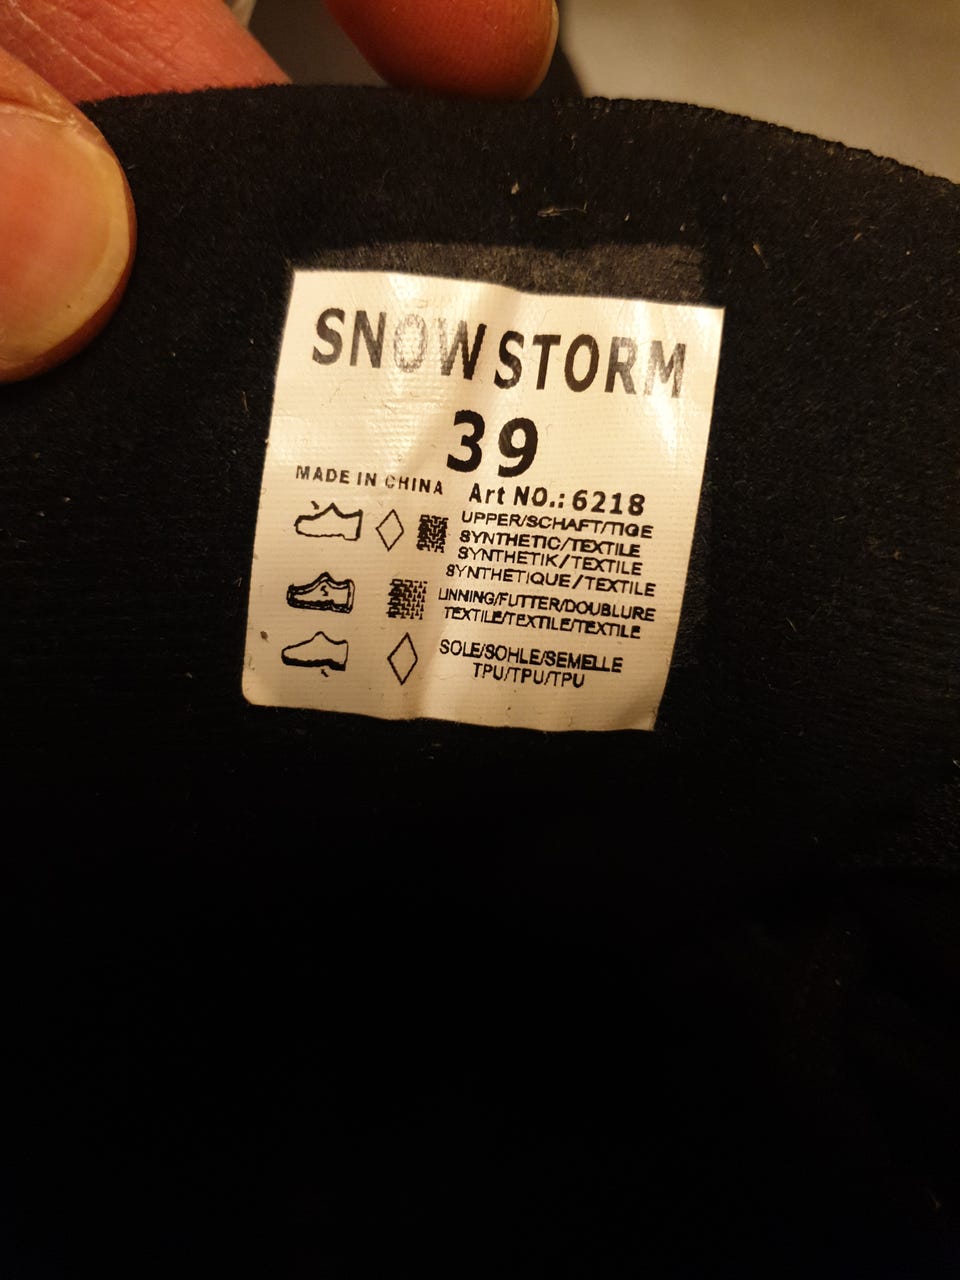 SNOWSTORM
39
MADE IN CHINA Art NO.: 6218
UPPER/SCHAFT/TIGE
SYNTHETIC/TEXTILE
SYNTHETIK/TEXTILE
SYNTHETIQUE/TEXTILE
LINNING/FUTTER/DOUBLURE
TEXTILE/TEXTILE/TEXTILE
SOLE/SOHLE/SEMELLE
TPU/TPU/TPU